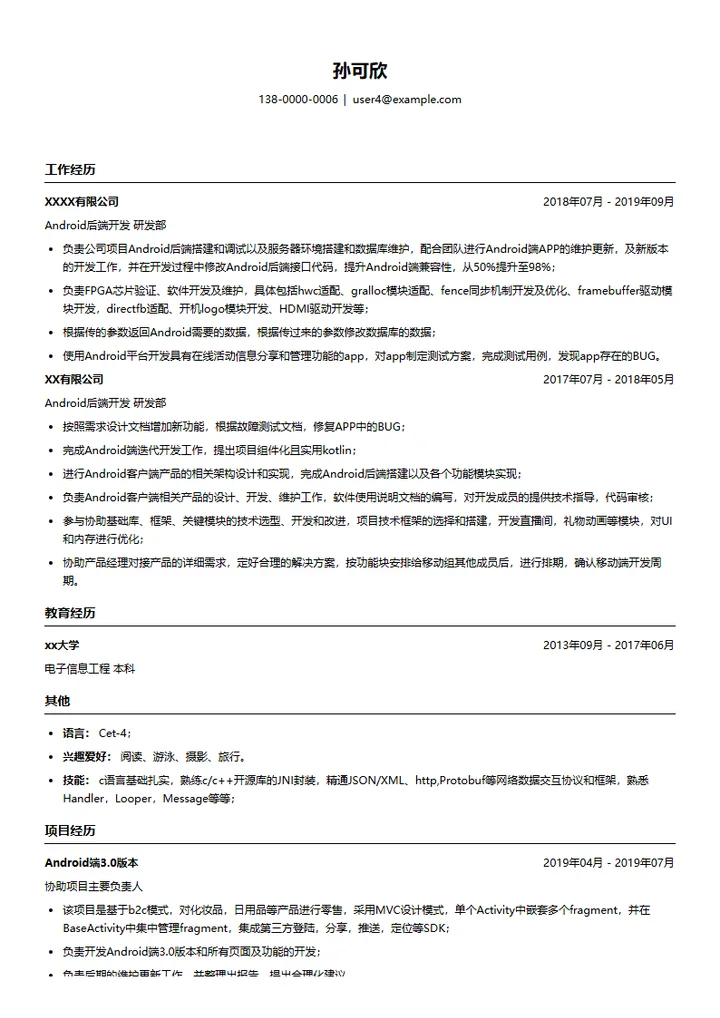 孙可欣
138-0000-0006 | user4@example.com
工作经历
XXXX有限公司 2018年07月 - 2019年09月
Android后端开发 研发部
• 负责公司项目Android后端搭建和调试以及服务器环境搭建和数据库维护，配合团队进行Android端APP的维护更新，及新版本
的开发工作，并在开发过程中修改Android后端接口代码，提升Android端兼容性，从50%提升至98%；
• 负责FPGA芯片验证、软件开发及维护，具体包括hwc适配、gralloc模块适配、fence同步机制开发及优化、framebuffer驱动模
块开发，directfb适配、开机logo模块开发、HDMI驱动开发等；
• 根据传的参数返回Android需要的数据，根据传过来的参数修改数据库的数据；
• 使用Android平台开发具有在线活动信息分享和管理功能的app，对app制定测试方案，完成测试用例，发现app存在的BUG。
XX有限公司 2017年07月 - 2018年05月
Android后端开发 研发部
• 按照需求设计文档增加新功能，根据故障测试文档，修复APP中的BUG；
• 完成Android端迭代开发工作，提出项目组件化且实用kotlin；
• 进行Android客户端产品的相关架构设计和实现，完成Android后端搭建以及各个功能模块实现；
• 负责Android客户端相关产品的设计、开发、维护工作，软件使用说明文档的编写，对开发成员的提供技术指导，代码审核；
• 参与协助基础库、框架、关键模块的技术选型、开发和改进，项目技术框架的选择和搭建，开发直播间，礼物动画等模块，对UI
和内存进行优化；
• 协助产品经理对接产品的详细需求，定好合理的解决方案，按功能块安排给移动组其他成员后，进行排期，确认移动端开发周
期。
教育经历
xx大学 2013年09月 - 2017年06月
电子信息工程 本科
其他
• 语言： Cet-4；
• 兴趣爱好： 阅读、游泳、摄影、旅行。
• 技能： c语言基础扎实，熟练c/c++开源库的JNI封装，精通JSON/XML、http,Protobuf等网络数据交互协议和框架，熟悉
Handler，Looper，Message等等；
项目经历
Android端3.0版本 2019年04月 - 2019年07月
协助项目主要负责人
• 该项目是基于b2c模式，对化妆品，日用品等产品进行零售，采用MVC设计模式，单个Activity中嵌套多个fragment，并在
BaseActivity中集中管理fragment，集成第三方登陆，分享，推送，定位等SDK；
• 负责开发Android端3.0版本和所有页面及功能的开发；
• 负责后期的维护更新工作，并整理出报告，提出合理化建议